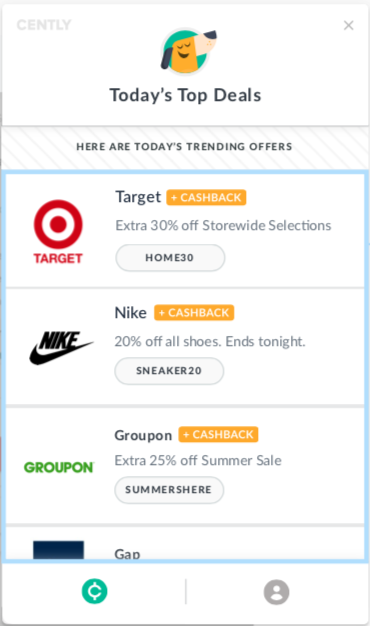 CENTLY
Today's Top Deals
HERE ARE TODAY'S TRENDING OFFERS
Target + CASHBACK
Extra 30% off Storewide Selections
TARGET
HOME30
Nike + CASHBACK
20% off all shoes. Ends tonight.
NIKE
SNEAKER20
Groupon + CASHBACK
Extra 25% off Summer Sale
GROUPON
SUMMERSHERE
Gap